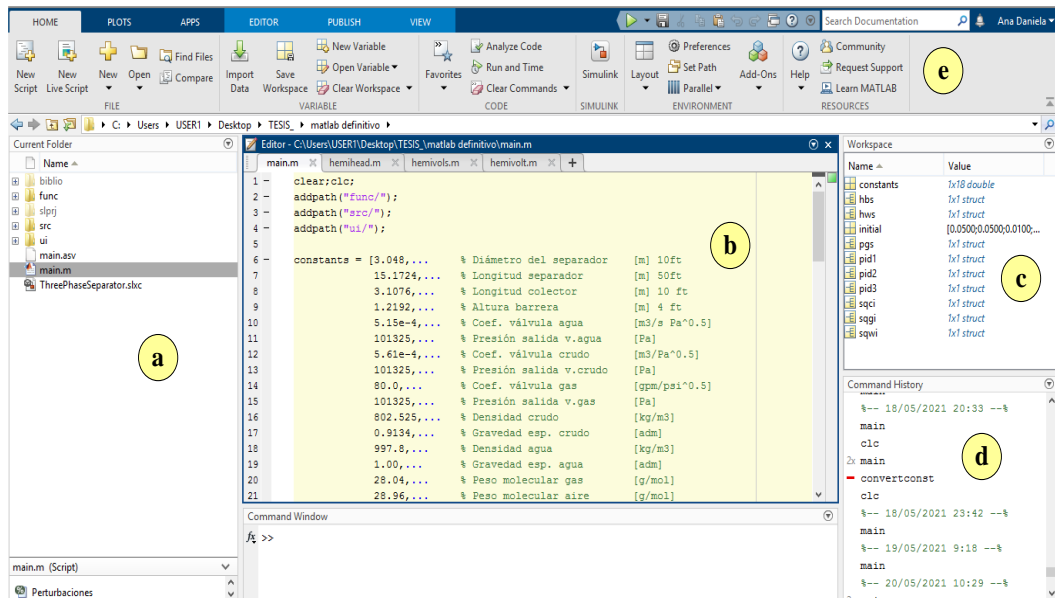 HOME PLOTS APPS EDITOR PUBLISH VIEW Search Documentation Ana Daniela
New Script
New Live Script
New
Open
Find Files
Compare
FILE
Import Data
Save Workspace
New Variable
Open Variable
Clear Workspace
VARIABLE
Favorites
Analyze Code
Run and Time
Clear Commands
CODE
Simulink
SIMULINK
Layout
Preferences
Set Path
Parallel
Add-Ons
ENVIRONMENT
Help
Community
Request Support
Learn MATLAB
RESOURCES
e
C: Users USER1 Desktop TESIS_ matlab definitivo
Current Folder
Name
biblio
func
slprj
src
ui
main.asv
main.m
ThreePhaseSeparator.slxc
a
main.m (Script)
Perturbaciones
Editor - C:\Users\USER1\Desktop\TESIS_\matlab definitivo\main.m
main.m hemihead.m hemivols.m hemivolt.m +
1 - clear;clc;
2 - addpath("func/");
3 - addpath("src/");
4 - addpath("ui/");
5
6 - constants = [3.048,... % Diámetro del separador [m] 10ft
7 15.1724,... % Longitud separador [m] 50ft
8 3.1076,... % Longitud colector [m] 10 ft
9 1.2192,... % Altura barrera [m] 4 ft
10 5.15e-4,... % Coef. válvula agua [m3/s Pa^0.5]
11 101325,... % Presión salida v.agua [Pa]
12 5.61e-4,... % Coef. válvula crudo [m3/Pa^0.5]
13 101325,... % Presión salida v.crudo [Pa]
14 80.0,... % Coef. válvula gas [gpm/psi^0.5]
15 101325,... % Presión salida v.gas [Pa]
16 802.525,... % Densidad crudo [kg/m3]
17 0.9134,... % Gravedad esp. crudo [adm]
18 997.8,... % Densidad agua [kg/m3]
19 1.00,... % Gravedad esp. agua [adm]
20 28.04,... % Peso molecular gas [g/mol]
21 28.96,... % Peso molecular aire [g/mol]
b
Command Window
fx >>
Workspace
Name Value
constants 1x18 double
hbs 1x1 struct
hws 1x1 struct
initial [0.0500;0.0500;0.0100;...
pgs 1x1 struct
pid1 1x1 struct
pid2 1x1 struct
pid3 1x1 struct
sqci 1x1 struct
sqgi 1x1 struct
sqwi 1x1 struct
c
Command History
%-- 18/05/2021 20:33 --%
main
clc
2x main
convertconst
clc
%-- 18/05/2021 23:42 --%
main
%-- 19/05/2021 9:18 --%
main
%-- 20/05/2021 10:29 --%
d